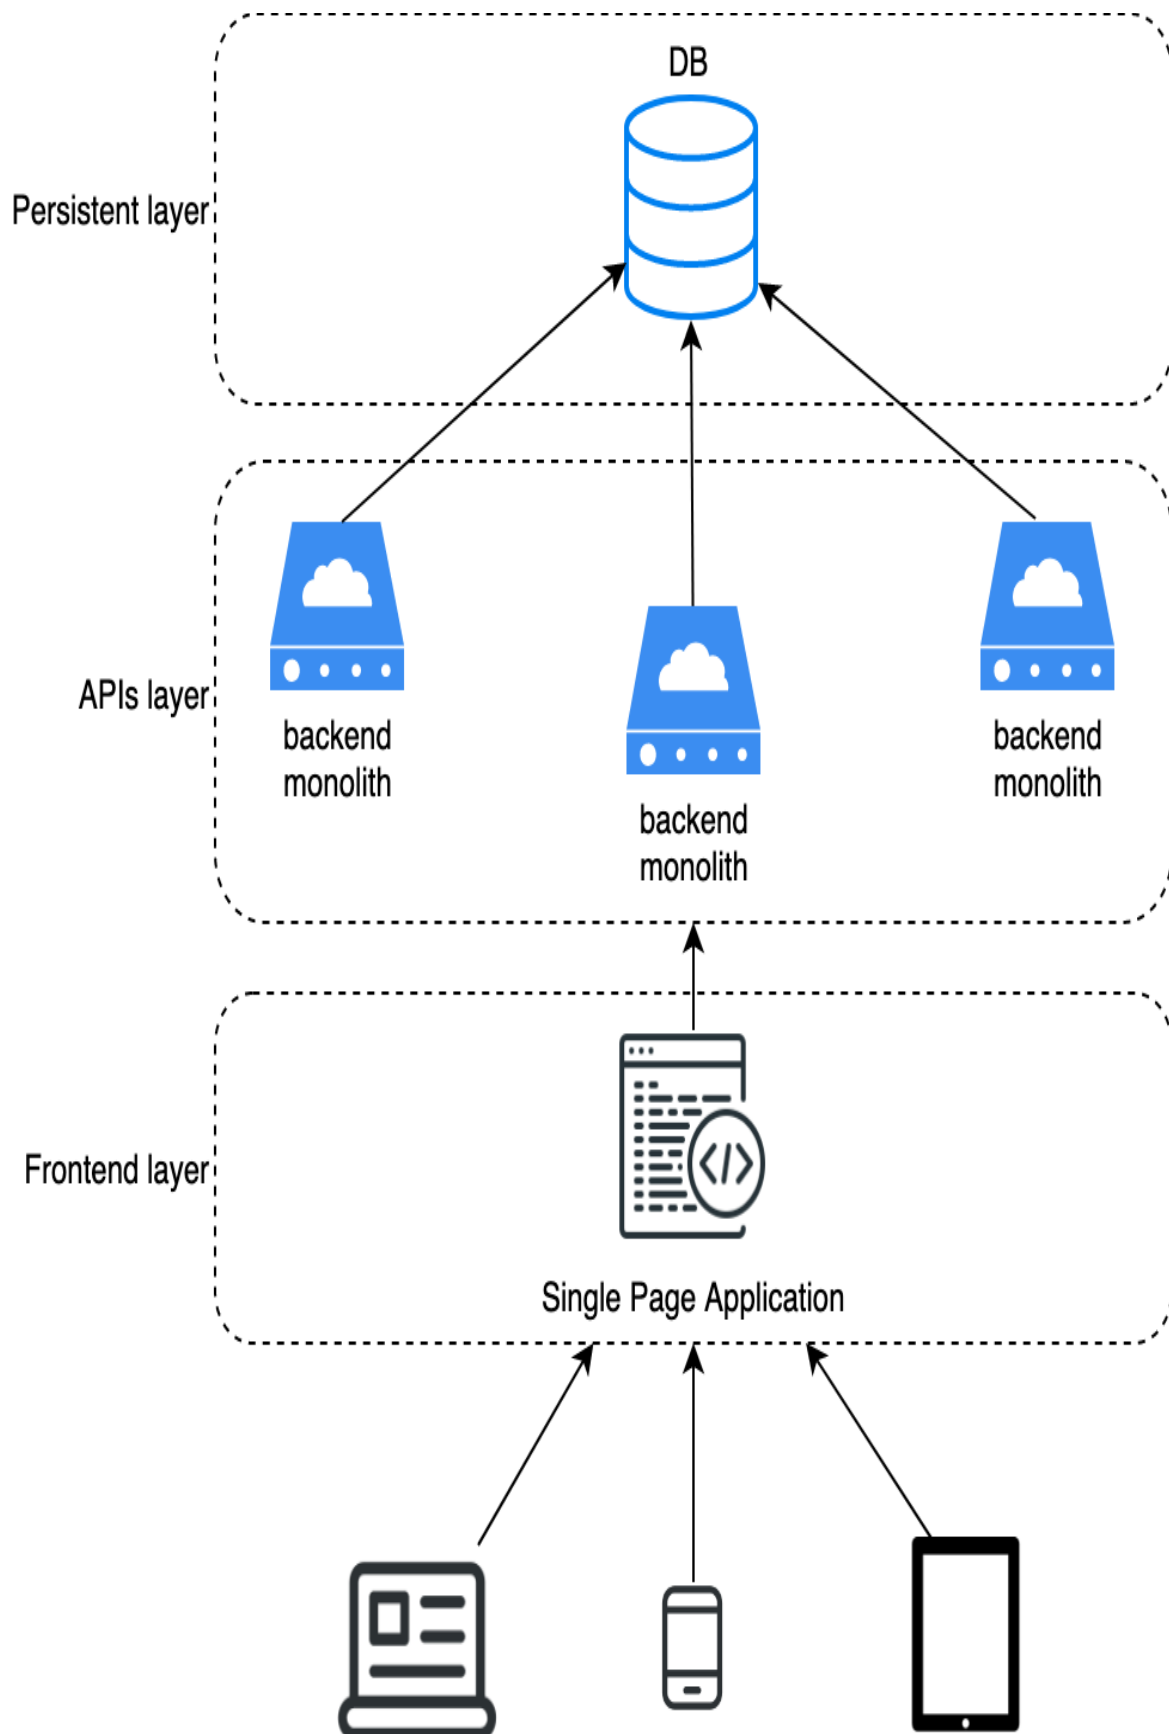 DB
Persistent layer
APIs layer
backend
monolith
backend
monolith
backend
monolith
Frontend layer
Single Page Application